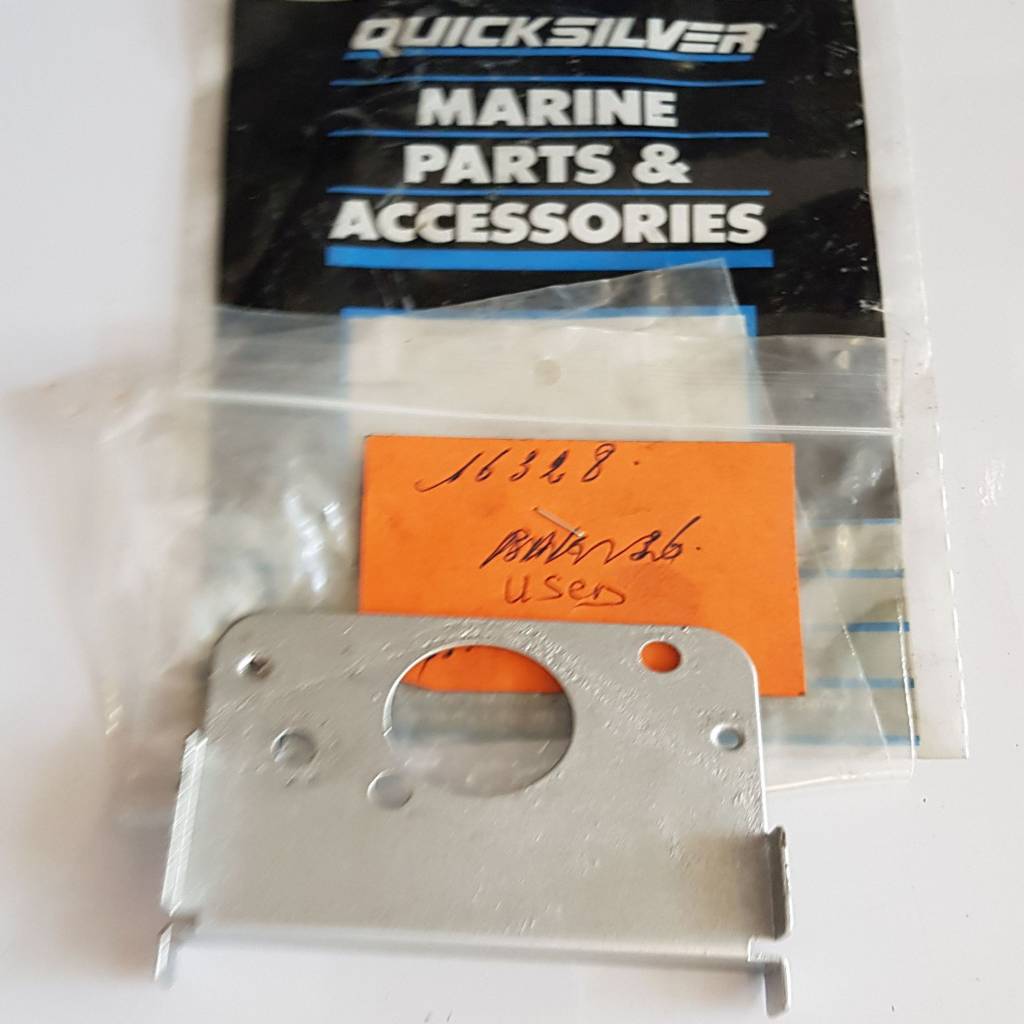 QUICKSILVER
MARINE
PARTS &
ACCESSORIES
16328.
USED